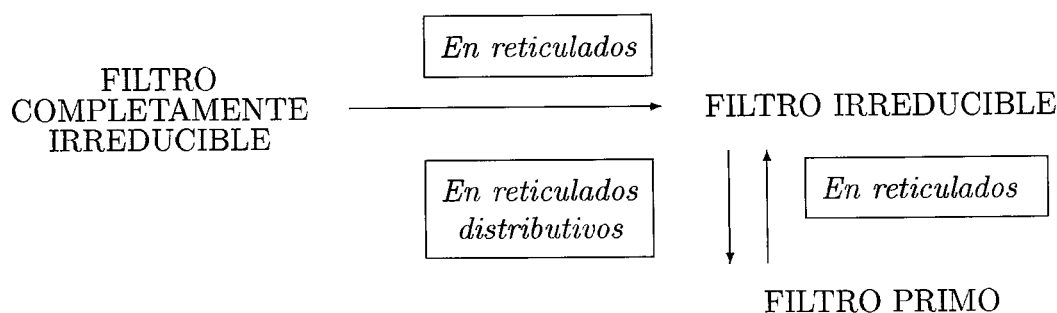 En reticulados
FILTRO
COMPLETAMENTE
IRREDUCIBLE
FILTRO IRREDUCIBLE
En reticulados
distributivos
En reticulados
FILTRO PRIMO